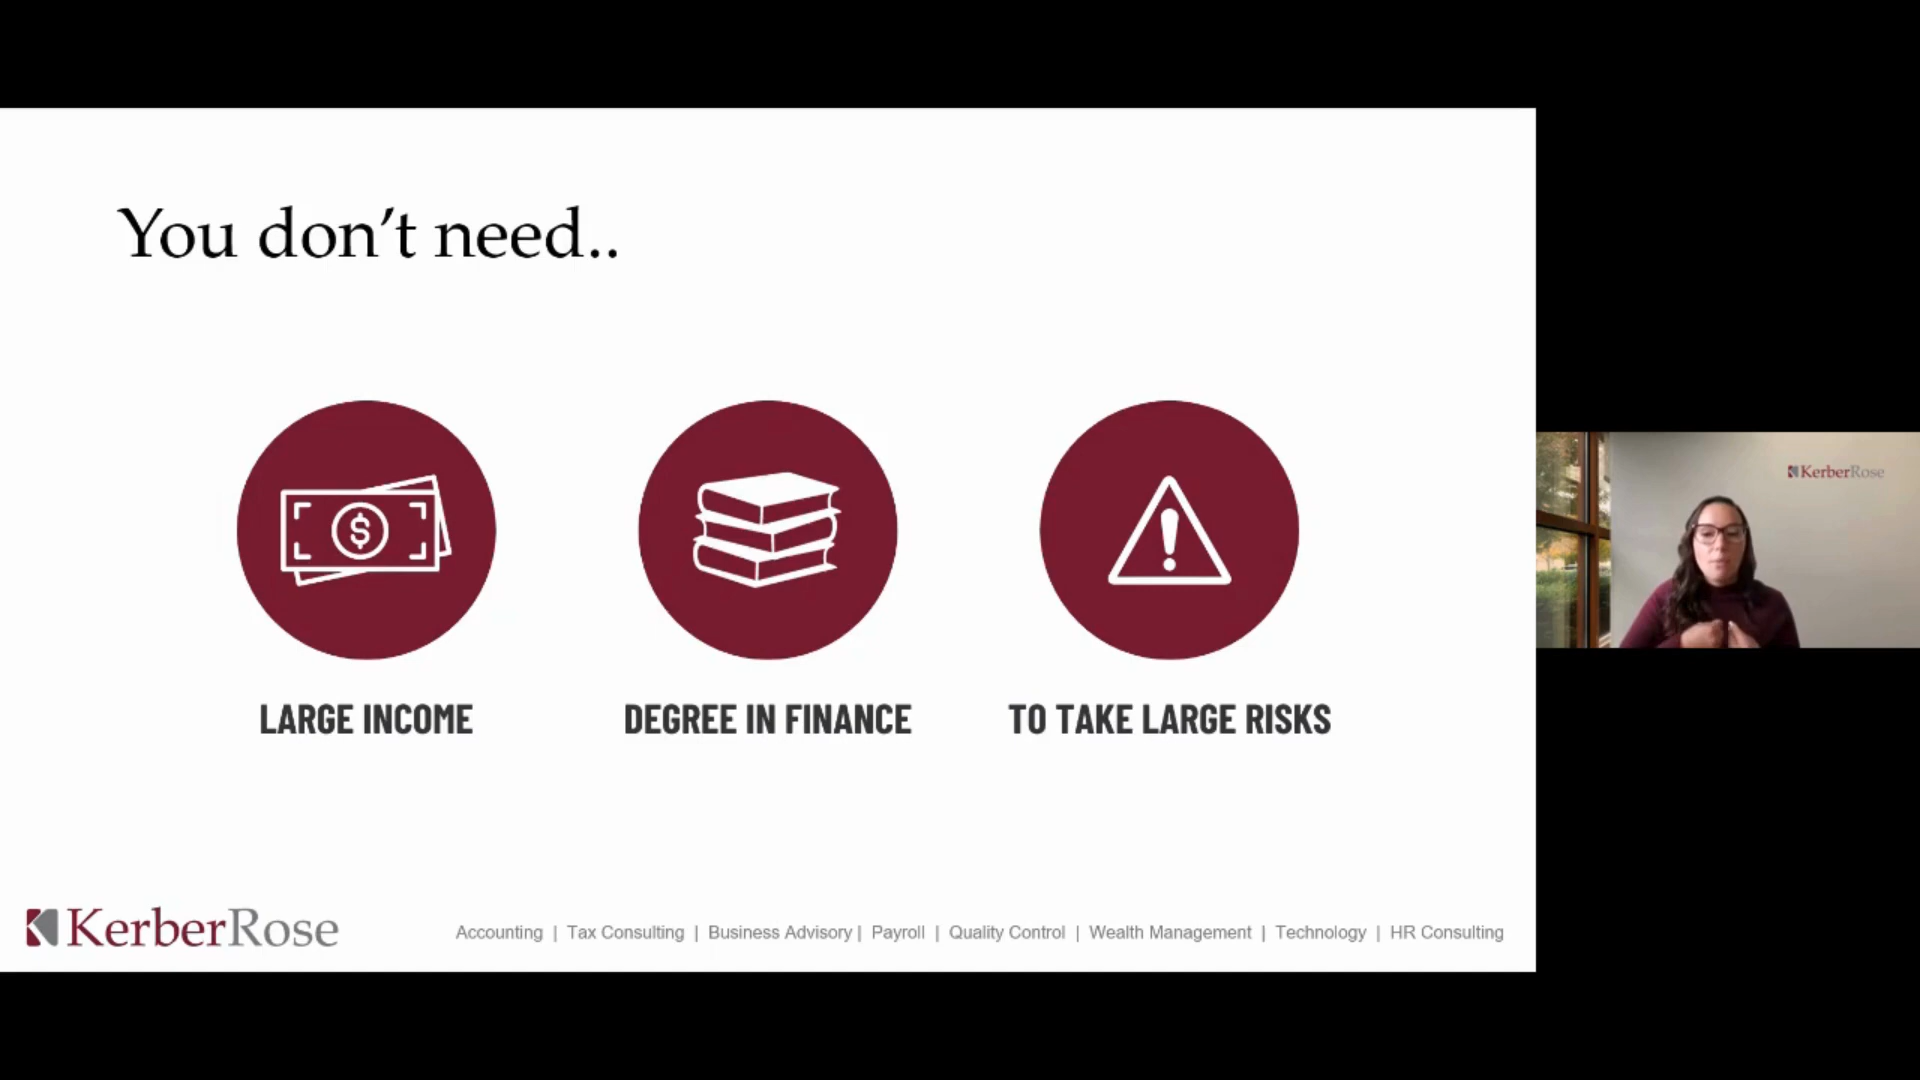 You don't need..
LARGE INCOME
DEGREE IN FINANCE
TO TAKE LARGE RISKS
KerberRose
Accounting | Tax Consulting | Business Advisory | Payroll | Quality Control | Wealth Management | Technology | HR Consulting
KerberRose